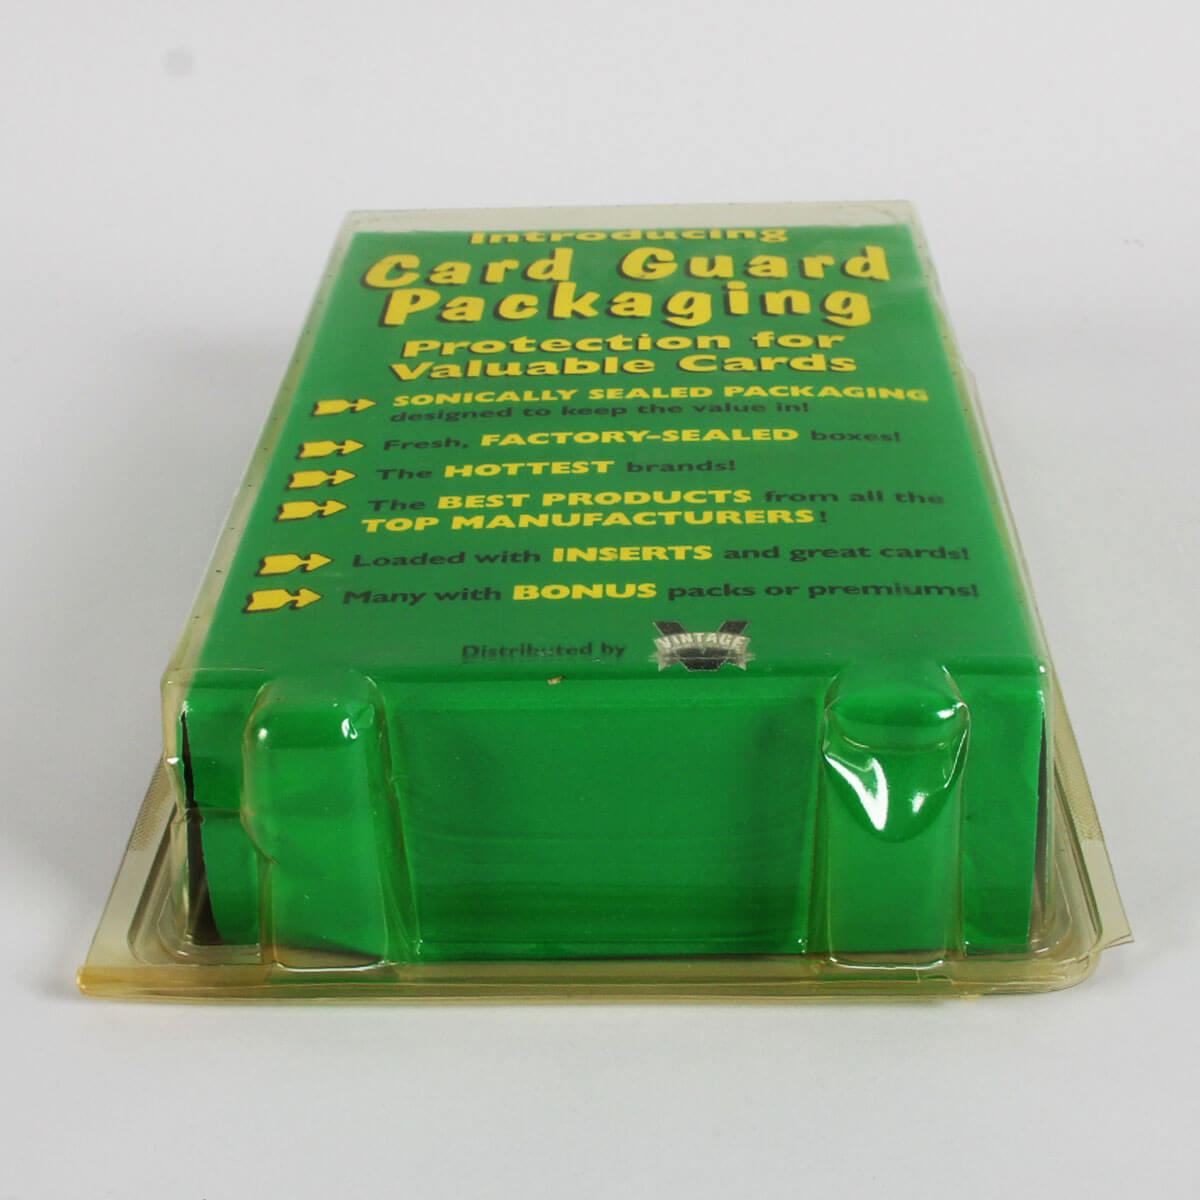 Introducing
Card Guard
Packaging
Protection for
Valuable Cards
SONICALLY SEALED PACKAGING
designed to keep the value in!
Fresh, FACTORY-SEALED boxes!
The HOTTEST brands!
The BEST PRODUCTS from all the
TOP MANUFACTURERS!
Loaded with INSERTS and great cards!
Many with BONUS packs or premiums!
Distributed by VINTAGE